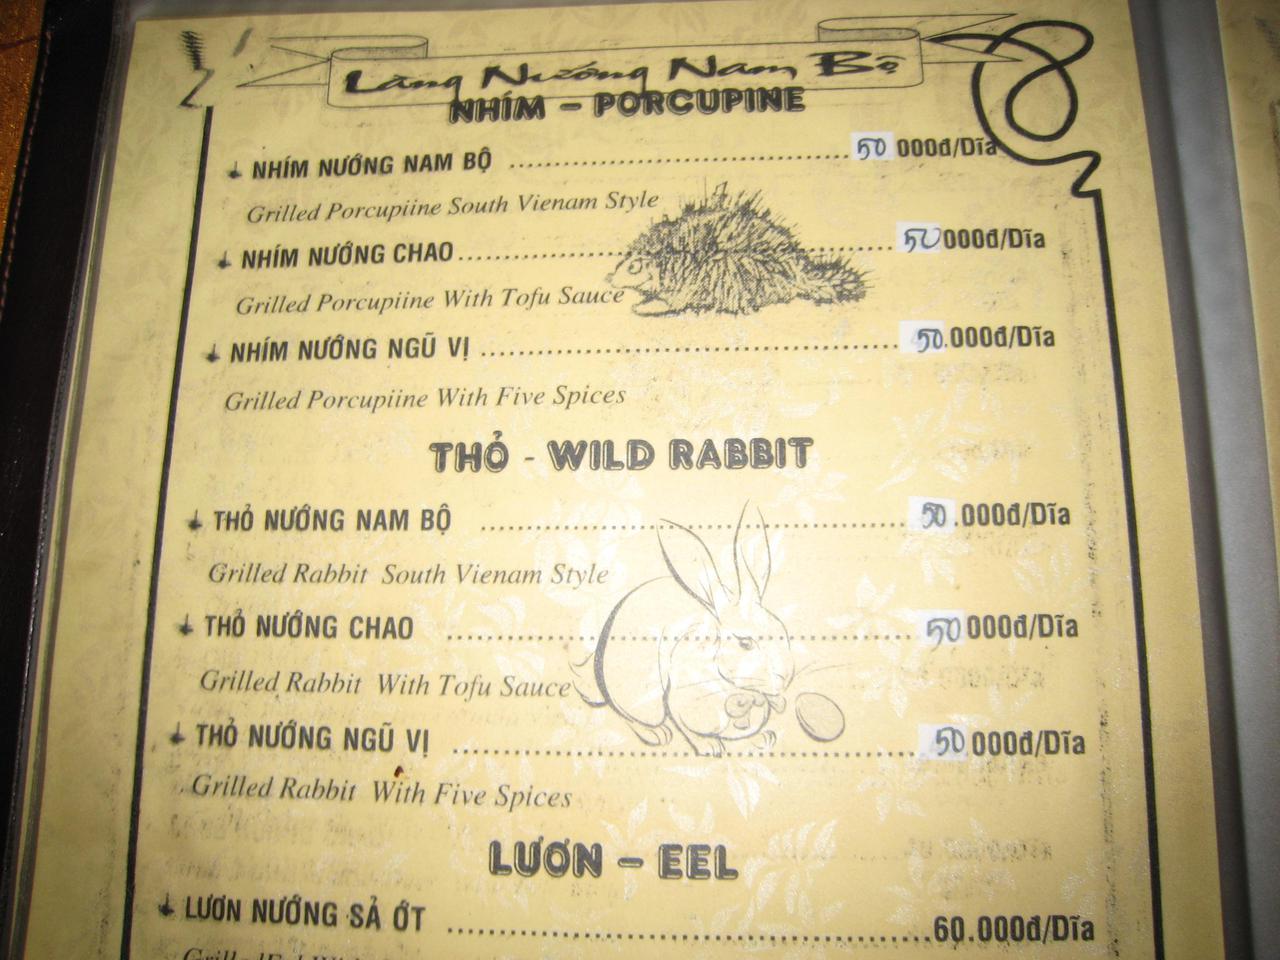 Làng Nướng Nam Bộ
NHÍM – PORCUPINE
NHÍM NƯỚNG NAM BỘ ........ 50 000đ/Dĩa
Grilled Porcupiine South Vienam Style
NHÍM NƯỚNG CHAO ........ 50 000đ/Dĩa
Grilled Porcupiine With Tofu Sauce
NHÍM NƯỚNG NGŨ VỊ ........ 50.000đ/Dĩa
Grilled Porcupiine With Five Spices
THỎ - WILD RABBIT
THỎ NƯỚNG NAM BỘ ........ 50.000đ/Dĩa
Grilled Rabbit South Vienam Style
THỎ NƯỚNG CHAO ........ 50 000đ/Dĩa
Grilled Rabbit With Tofu Sauce
THỎ NƯỚNG NGŨ VỊ ........ 50 000đ/Dĩa
Grilled Rabbit With Five Spices
LƯƠN – EEL
LƯƠN NƯỚNG SẢ ỚT ........ 60.000đ/Dĩa